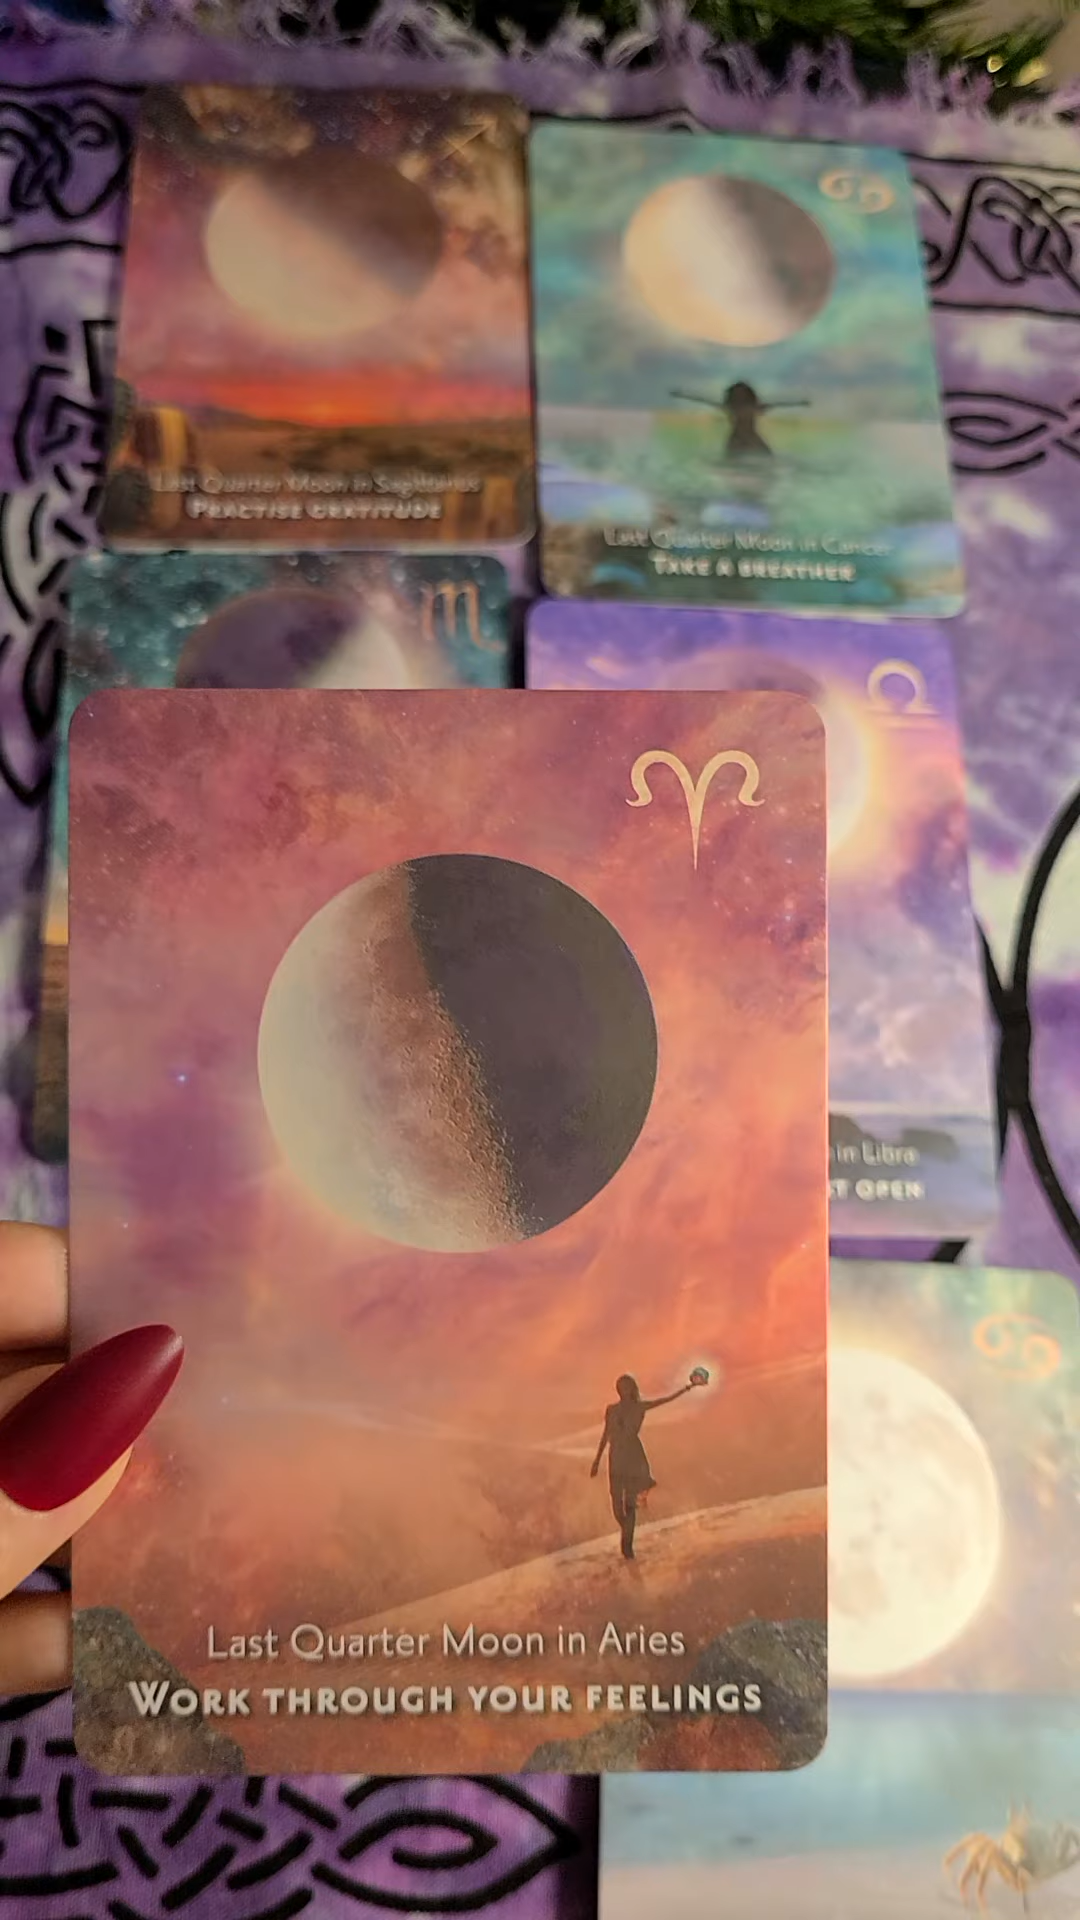 Last Quarter Moon in Sagittarius
PRACTISE GRATITUDE
Last Quarter Moon in Cancer
TAKE A BREATHER
in Libra
T OPEN
Last Quarter Moon in Aries
WORK THROUGH YOUR FEELINGS